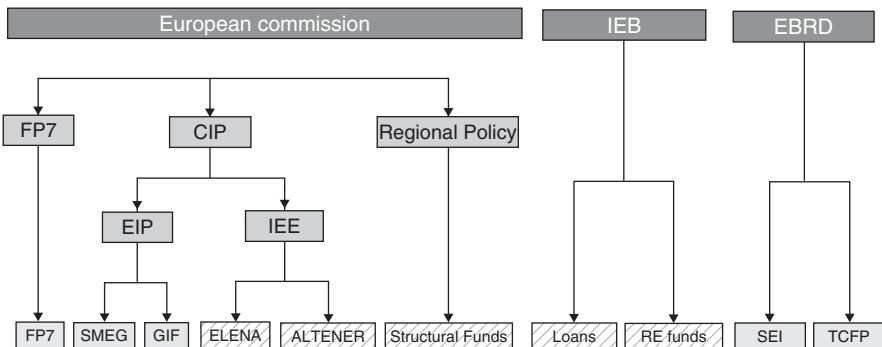 European commission
IEB
EBRD
FP7
CIP
Regional Policy
EIP
IEE
FP7
SMEG
GIF
ELENA
ALTENER
Structural Funds
Loans
RE funds
SEI
TCFP